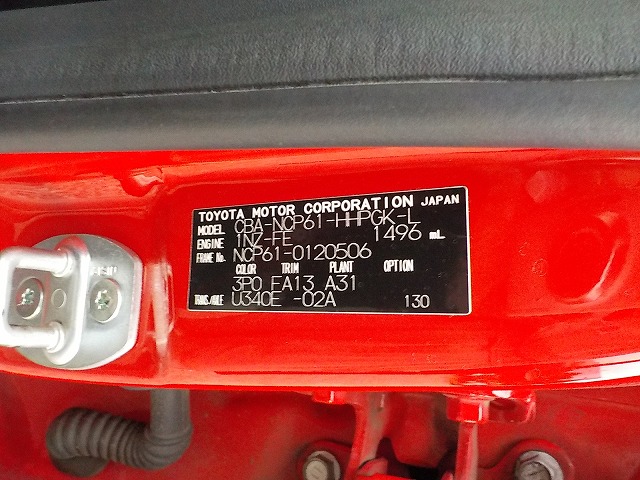 TOYOTA MOTOR CORPORATION JAPAN
MODEL CBA-NCP61-HHPGK-L
ENGINE 1NZ-FE 1496 mL
FRAME No. NCP61-0120506
COLOR TRIM PLANT OPTION
3P0 FA13 A31
TRANS/AXLE U340E -02A 130